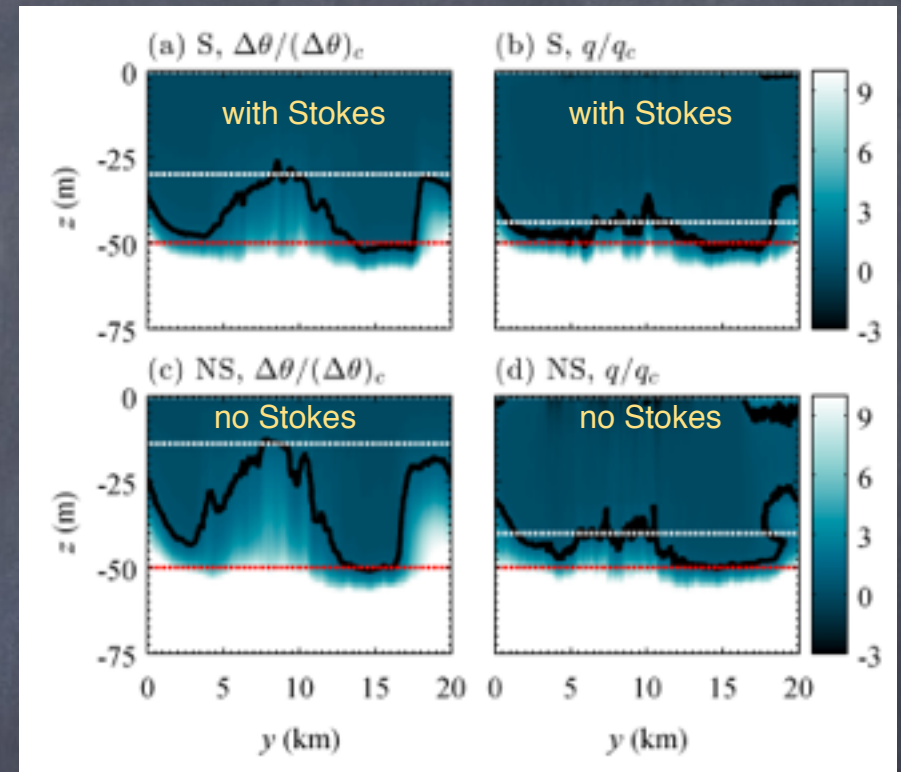 (a) S, Δθ/(Δθ)c
(b) S, q/qc
with Stokes
with Stokes
0
-25
-50
-75
z (m)
9
6
3
0
-3
(c) NS, Δθ/(Δθ)c
(d) NS, q/qc
no Stokes
no Stokes
0
-25
-50
-75
z (m)
9
6
3
0
-3
0 5 10 15 20
0 5 10 15 20
y (km)
y (km)